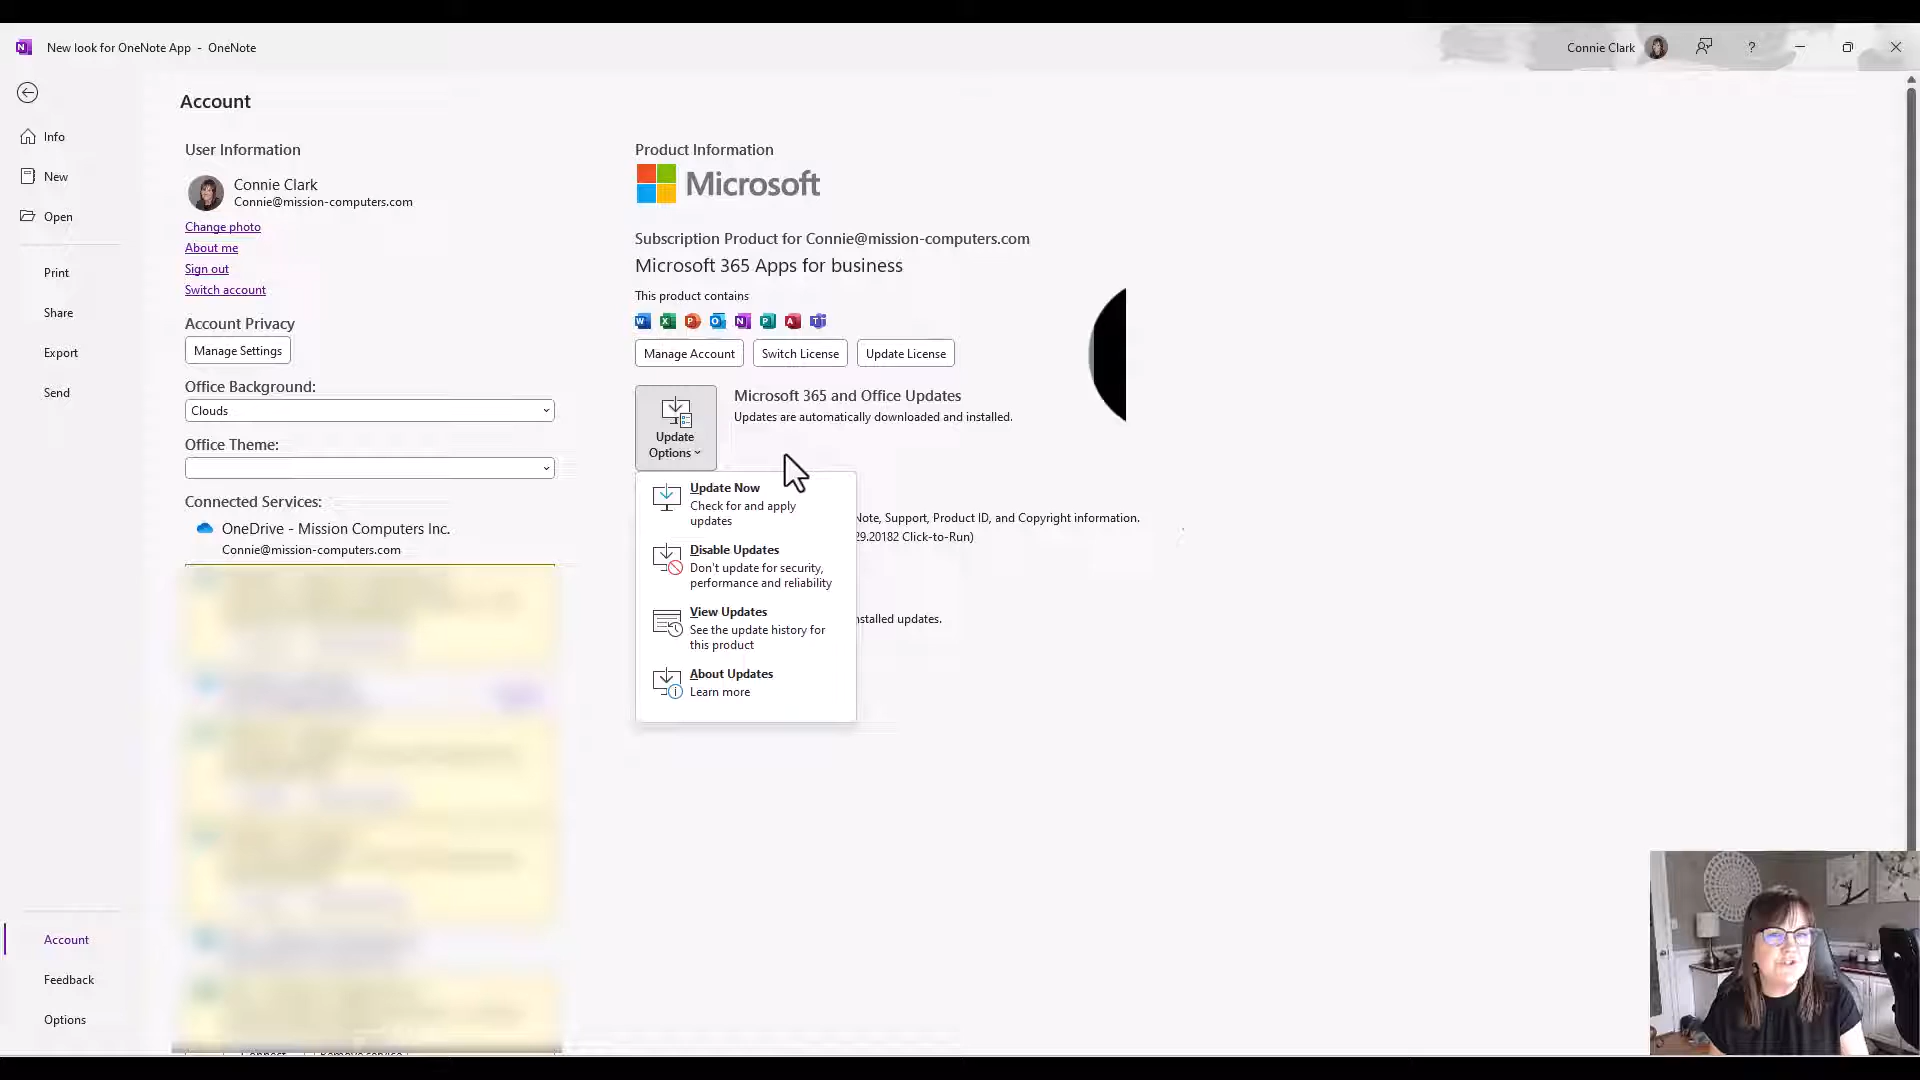 New look for OneNote App - OneNote
Connie Clark
Info
New
Open
Print
Share
Export
Send
Account
Feedback
Options
Account
User Information
Connie Clark
Connie@mission-computers.com
Change photo
About me
Sign out
Switch account
Account Privacy
Manage Settings
Office Background:
Clouds
Office Theme:
Connected Services:
OneDrive - Mission Computers Inc.
Connie@mission-computers.com
Product Information
Microsoft
Subscription Product for Connie@mission-computers.com
Microsoft 365 Apps for business
This product contains
Manage Account
Switch License
Update License
Update
Options
Microsoft 365 and Office Updates
Updates are automatically downloaded and installed.
Update Now
Check for and apply
updates
Disable Updates
Don't update for security,
performance and reliability
View Updates
See the update history for
this product
About Updates
Learn more
Note, Support, Product ID, and Copyright information.
29.20182 Click-to-Run)
nstalled updates.